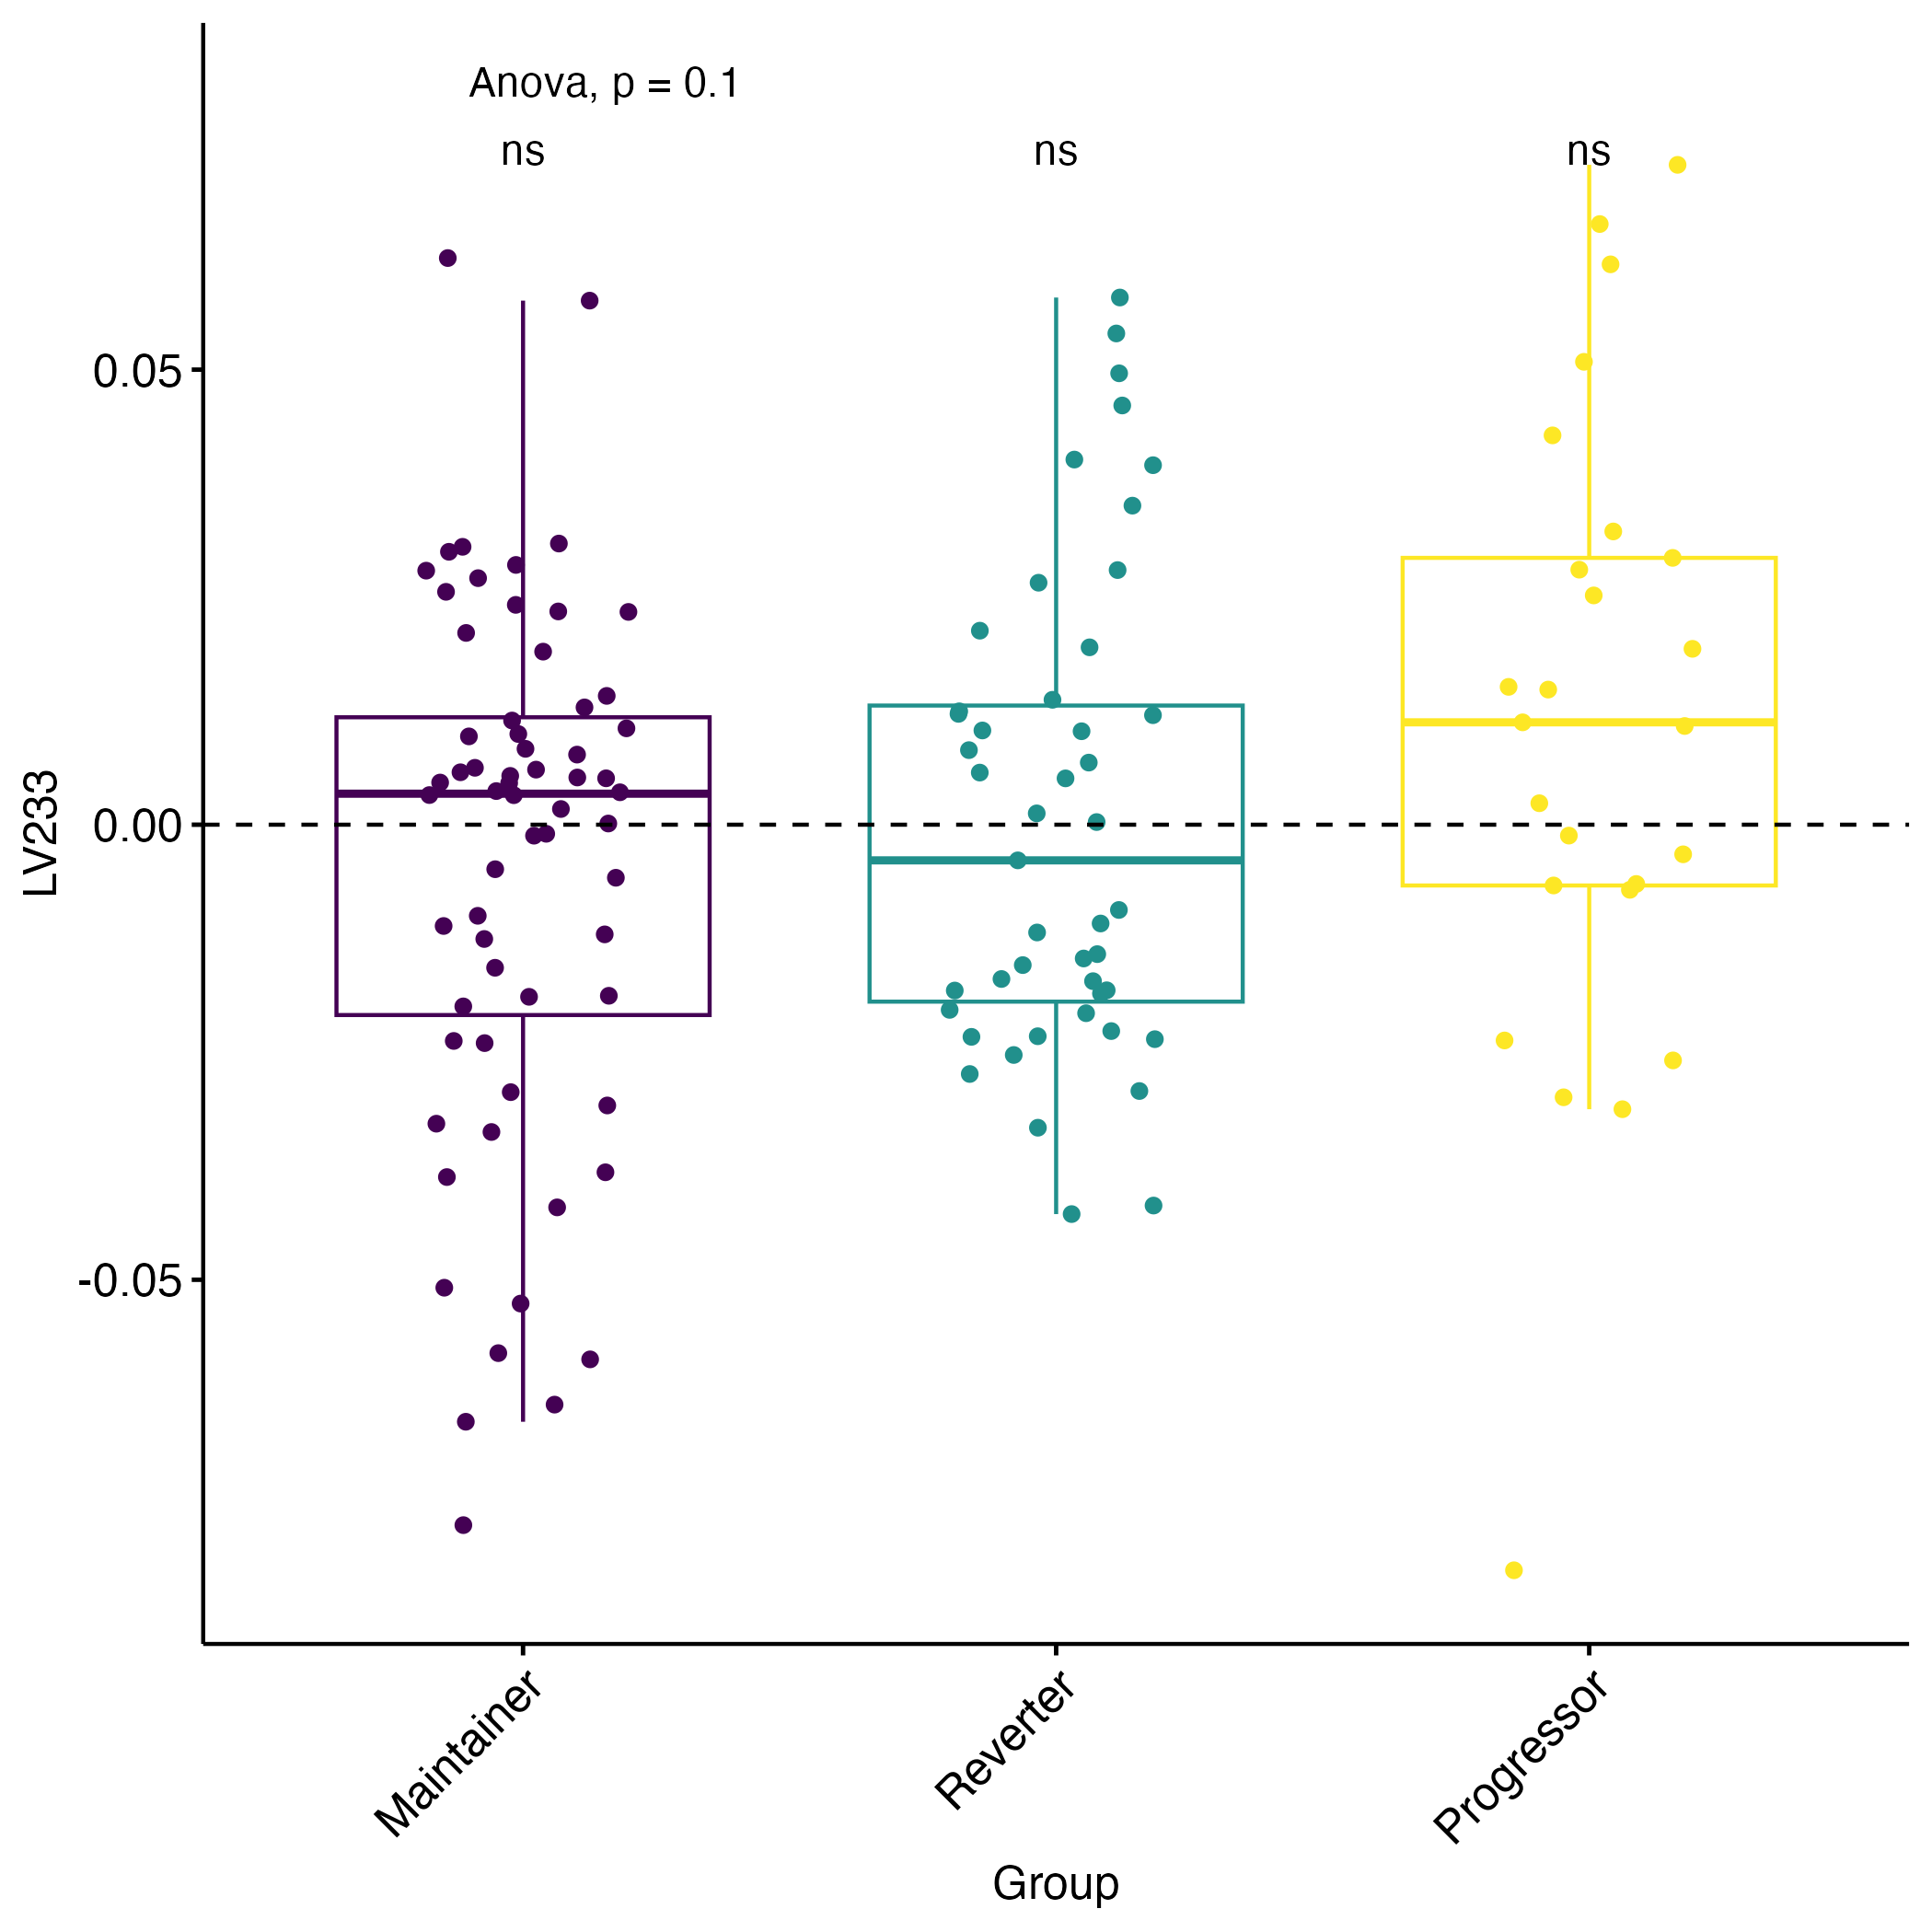 Anova, p = 0.1
ns
ns
ns
0.05
0.00
-0.05
LV233
Maintainer
Reverter
Progressor
Group